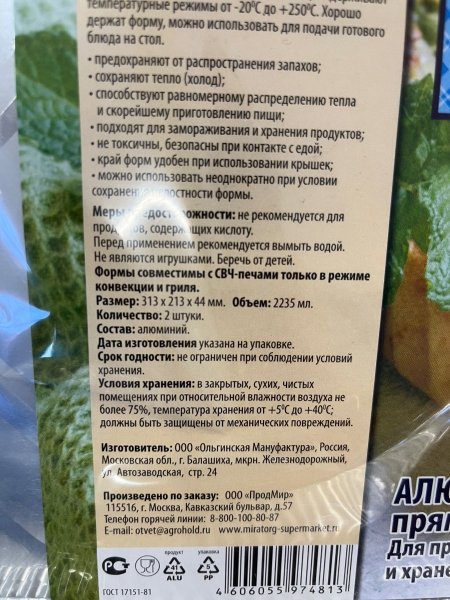 температурные режимы от -20⁰С до +250⁰С. Хорошо
держат форму, можно использовать для подачи готового
блюда на стол.
• предохраняют от распространения запахов;
• сохраняют тепло (холод);
• способствуют равномерному распределению тепла
и скорейшему приготовлению пищи;
• подходят для замораживания и хранения продуктов;
• не токсичны, безопасны при контакте с едой;
• край форм удобен при использовании крышек;
• можно использовать неоднократно при условии
сохранения целостности формы.
Меры предосторожности: не рекомендуется для
продуктов, содержащих кислоту.
Перед применением рекомендуется вымыть водой.
Не являются игрушками. Беречь от детей.
Формы совместимы с СВЧ-печами только в режиме
конвекции и гриля.
Размер: 313 х 213 х 44 мм. Объем: 2235 мл.
Количество: 2 штуки.
Состав: алюминий.
Дата изготовления указана на упаковке.
Срок годности: не ограничен при соблюдении условий
хранения.
Условия хранения: в закрытых, сухих, чистых
помещениях при относительной влажности воздуха не
более 75%, температура хранения от +5⁰С до +40⁰С;
должны быть защищены от механических повреждений.
Изготовитель: ООО «Ольгинская Мануфактура», Россия,
Московская обл., г. Балашиха, мкрн. Железнодорожный,
ул. Автозаводская, стр. 24
Произведено по заказу: ООО «ПродМир»
115516, г. Москва, Кавказский бульвар, д.57
Телефон горячей линии: 8-800-100-80-87
E-mail: otvet@agrohold.ru www.miratorg-supermarket.ru
продукт упаковка
41 5
ALU PP
ГОСТ 17151-81
4 606055 974813
АЛЮ
пря
Для пр
и хране